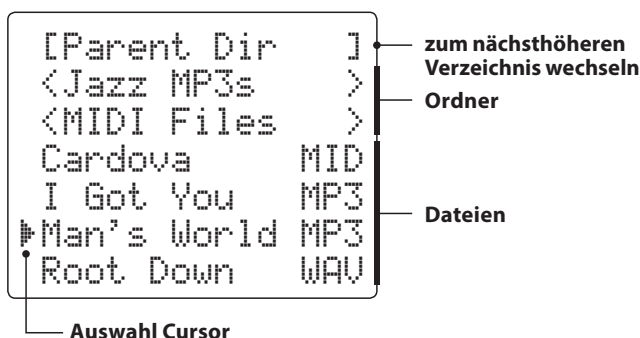 [Parent Dir ]
<Jazz MP3s >
<MIDI Files >
Cardova MID
I Got You MP3
Man's World MP3
Root Down WAV
zum nächsthöheren
Verzeichnis wechseln
Ordner
Dateien
Auswahl Cursor